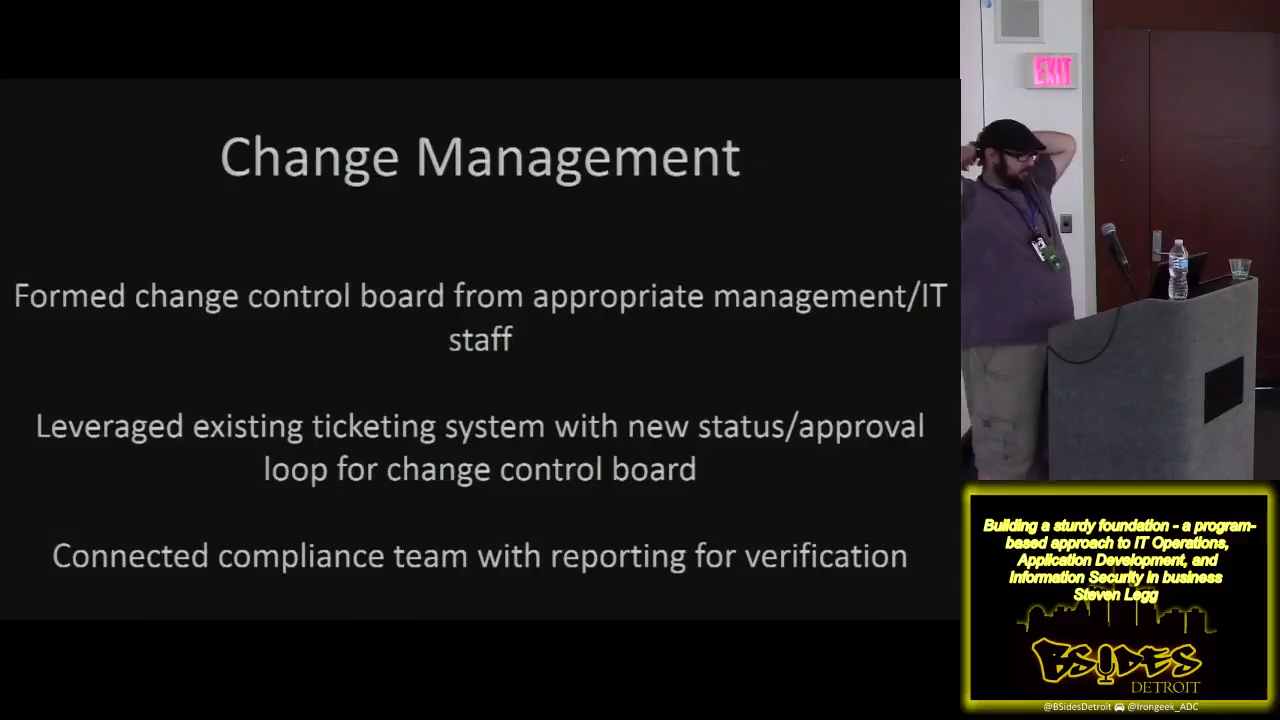 Change Management
Formed change control board from appropriate management/IT
staff
Leveraged existing ticketing system with new status/approval
loop for change control board
Connected compliance team with reporting for verification
EXIT
Building a sturdy foundation - a program-
based approach to IT Operations,
Application Development, and
Information Security in business
Steven Legg
BSIDES
DETROIT
@BSidesDetroit @Irongeek_ADC